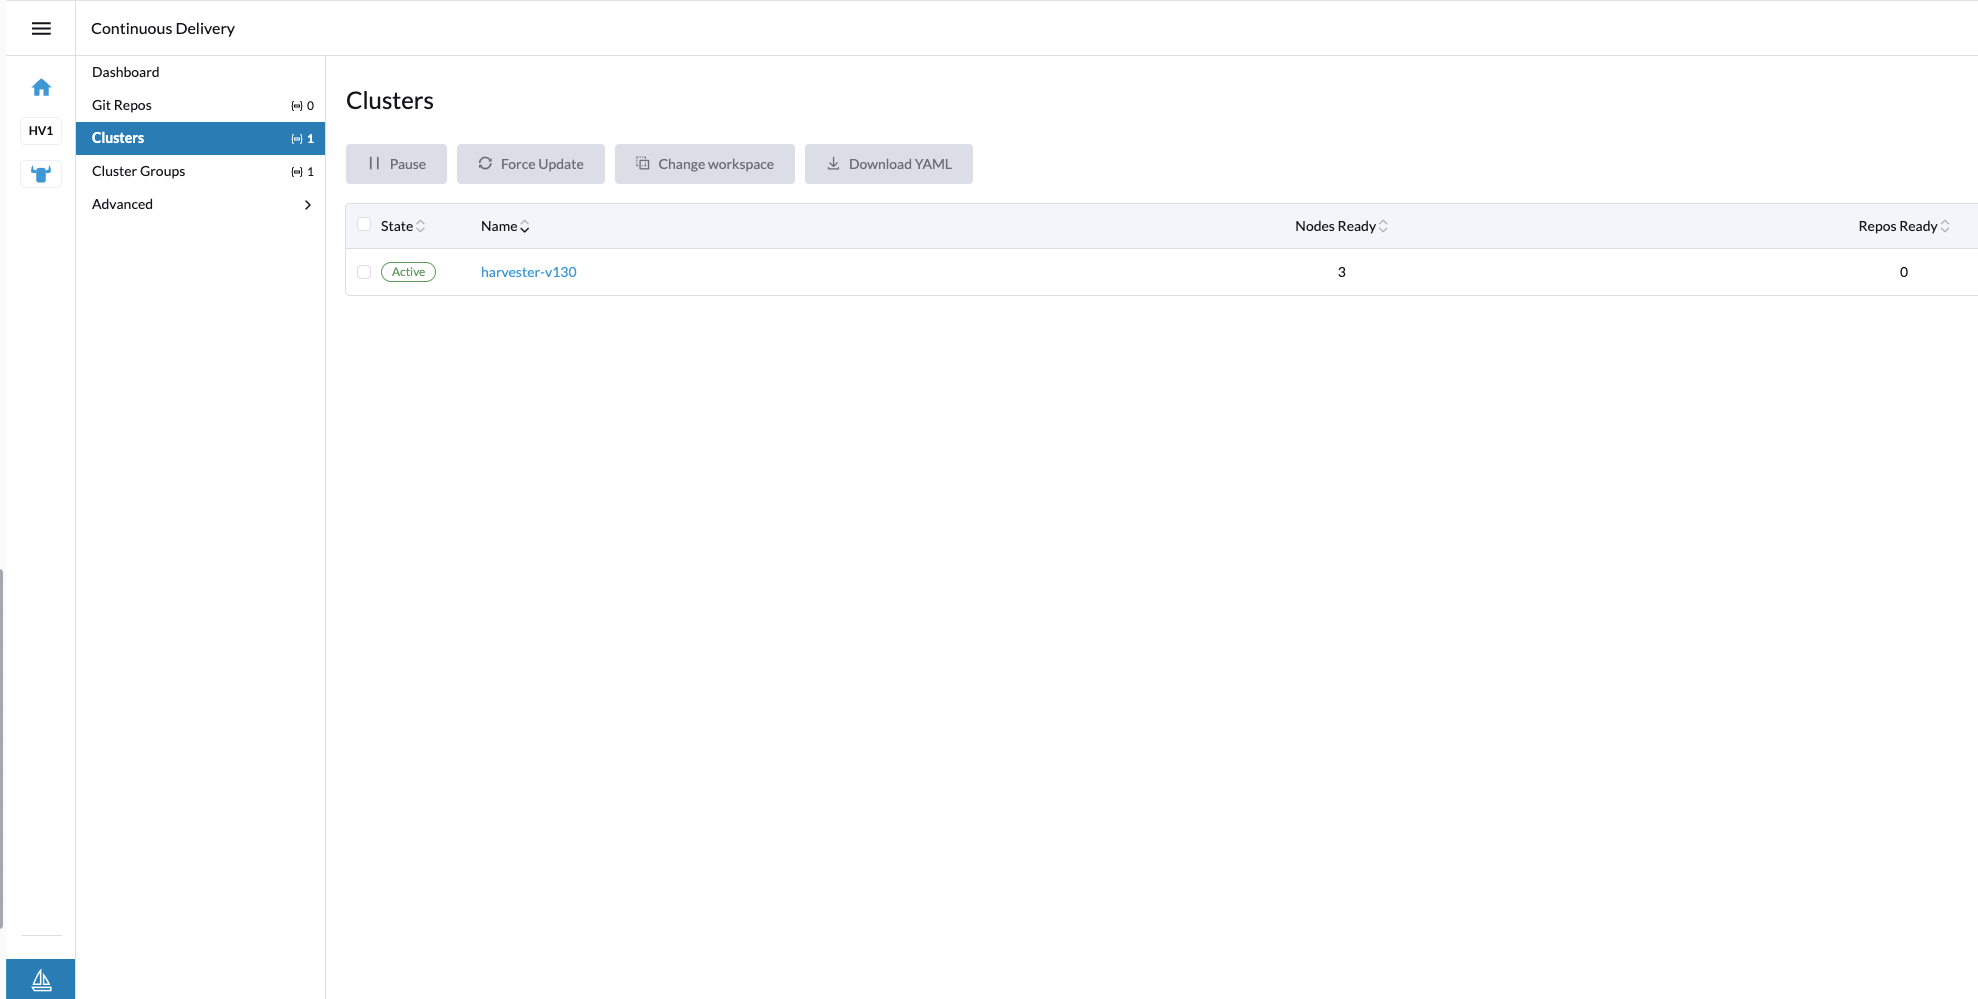 Continuous Delivery
HV1
Dashboard
Git Repos 0
Clusters 1
Cluster Groups 1
Advanced
Clusters
Pause Force Update Change workspace Download YAML
State Name Nodes Ready Repos Ready
Active harvester-v130 3 0